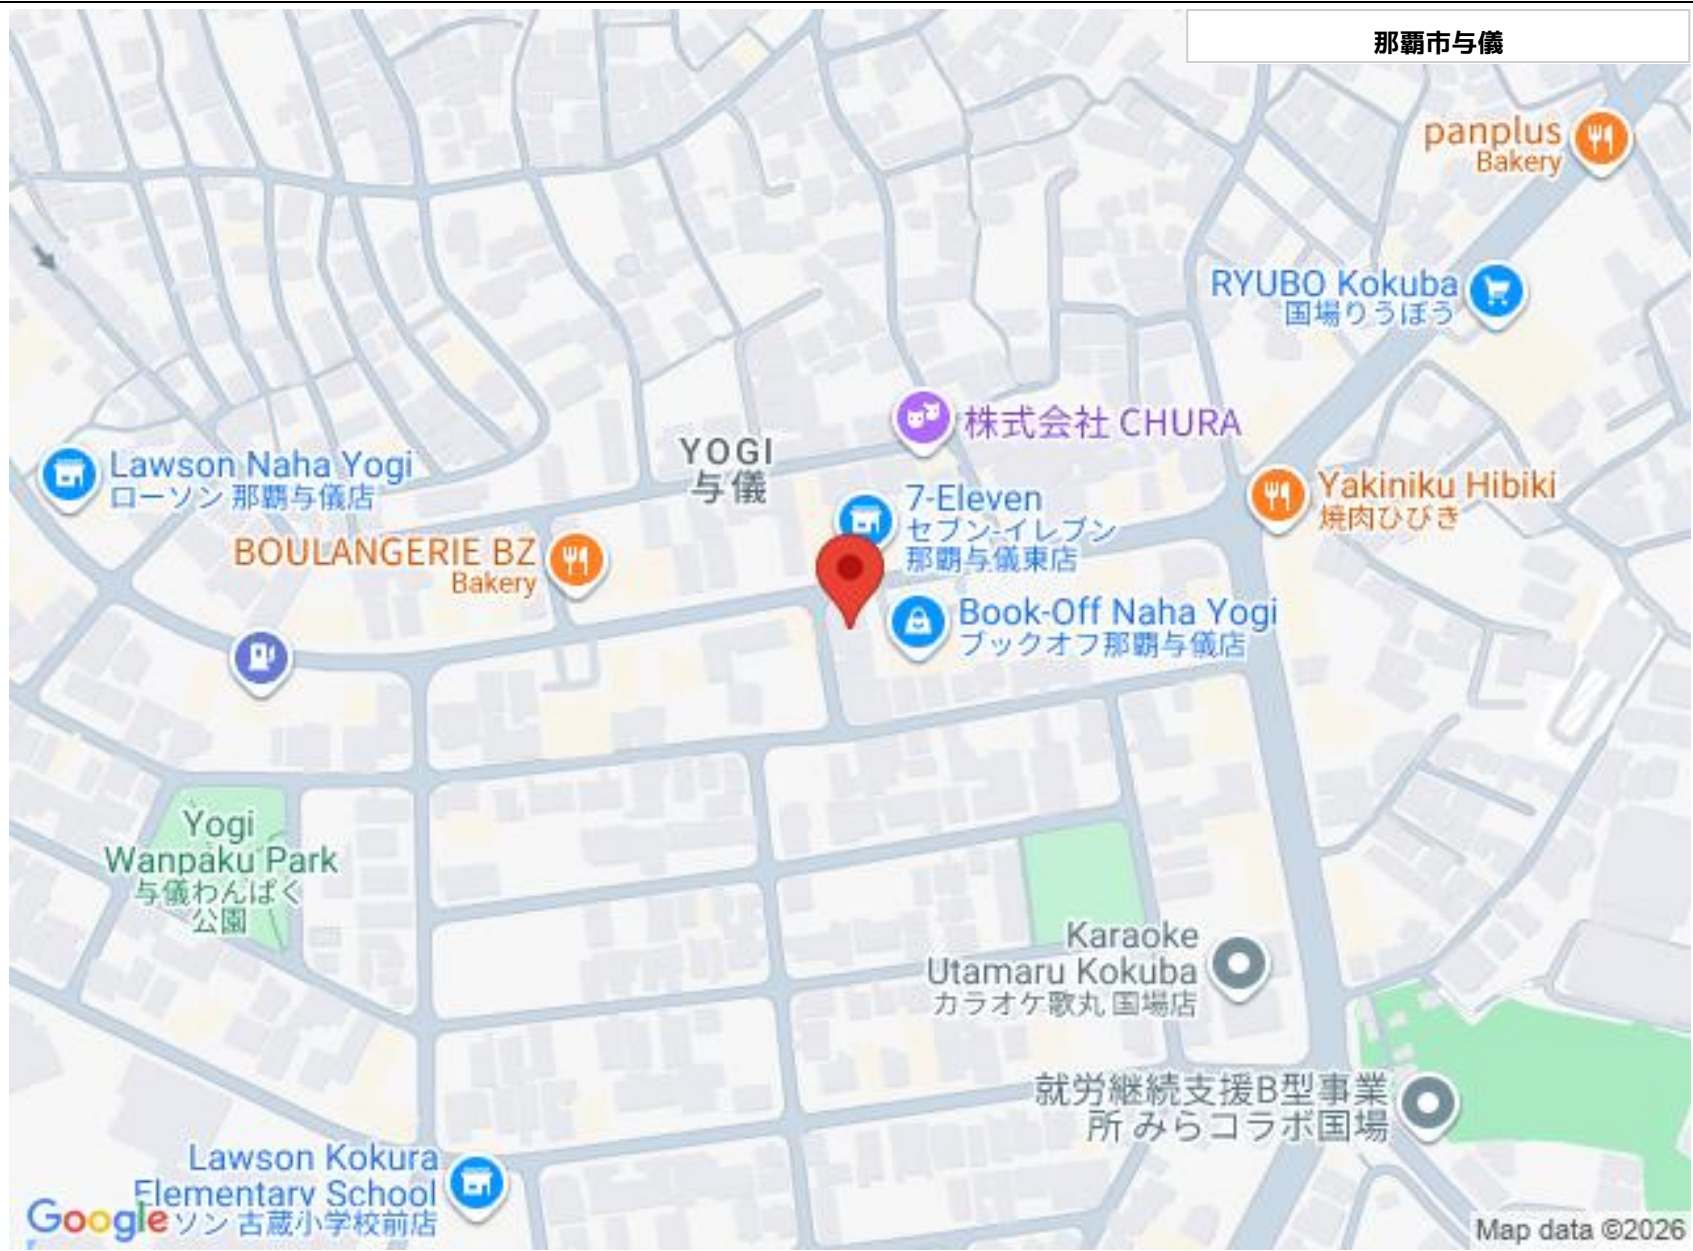 那覇市与儀
panplus
Bakery
RYUBO Kokuba
国場りうぼう
株式会社 CHURA
YOGI
与儀
Lawson Naha Yogi
ローソン 那覇与儀店
7-Eleven
セブン-イレブン
那覇与儀東店
Yakiniku Hibiki
焼肉ひびき
BOULANGERIE BZ
Bakery
Book-Off Naha Yogi
ブックオフ那覇与儀店
Yogi
Wanpaku Park
与儀わんぱく
公園
Karaoke
Utamaru Kokuba
カラオケ歌丸 国場店
就労継続支援B型事業
所 みらコラボ国場
Lawson Kokura
Elementary School
ソン 古蔵小学校前店
Google
Map data ©2026